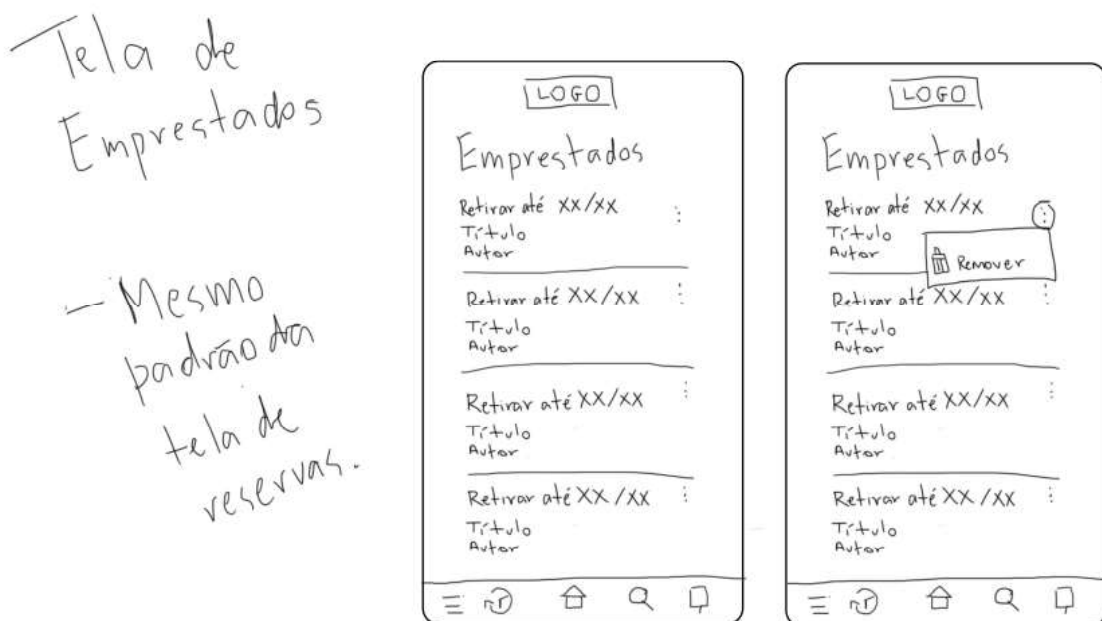 Tela de
Emprestados
- Mesmo
padrão da
tela de
reservas.
LOGO
Emprestados
Retirar até XX/XX
Título
Autor
Retirar até XX/XX
Título
Autor
Retirar até XX/XX
Título
Autor
Retirar até XX/XX
Título
Autor
LOGO
Emprestados
Retirar até XX/XX
Título
Autor
Remover
Retirar até XX/XX
Título
Autor
Retirar até XX/XX
Título
Autor
Retirar até XX/XX
Título
Autor